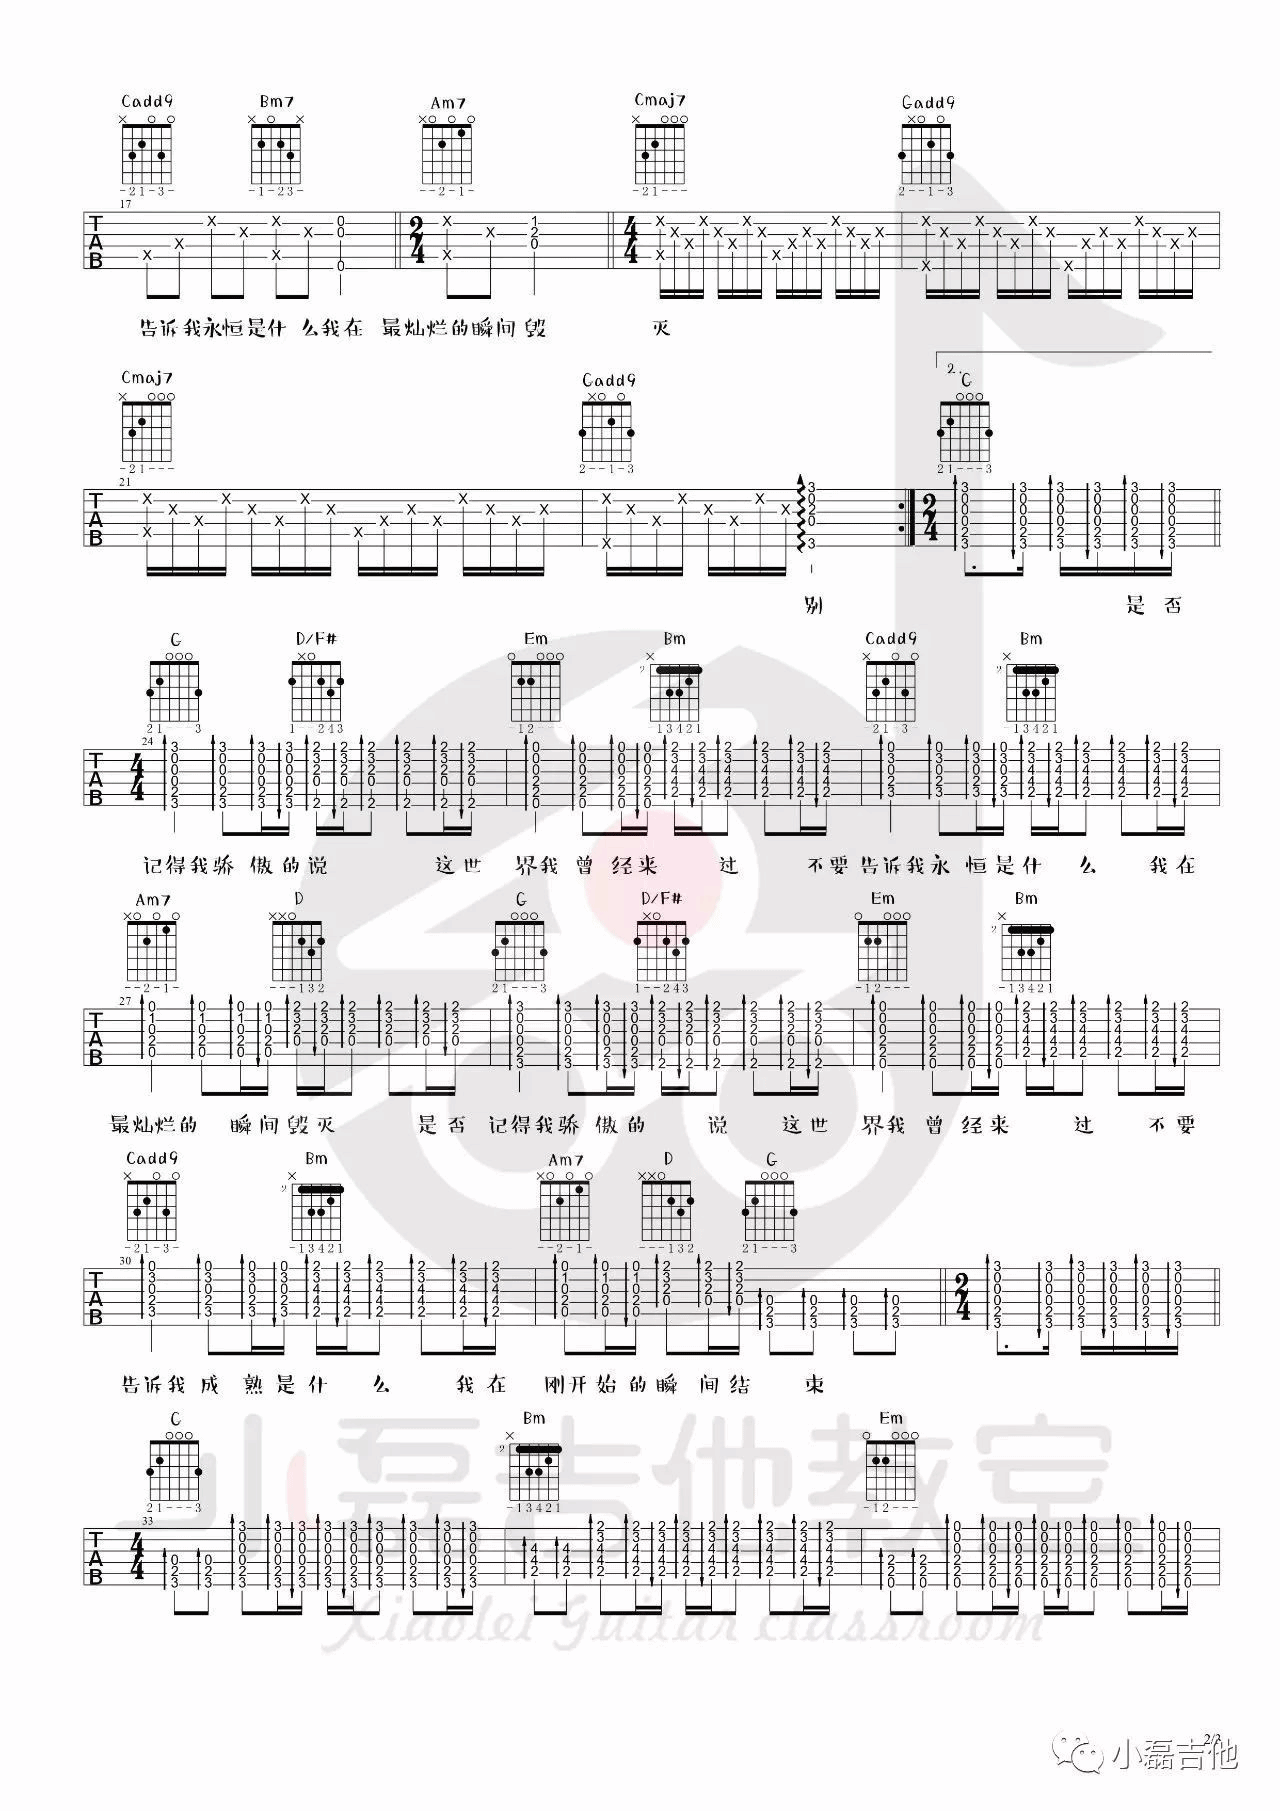 Cadd9 Bm7 Am7 Cmaj7 Gadd9
-21-3- -1-23- --2-1- -21--- 2--1-3
17
告诉我永恒是什么我在 最灿烂的瞬间毁 灭
2.
Cmaj7 Gadd9 G
-21--- 2--1-3 21---3
21
别 是否
G D/F# Em Bm Cadd9 Bm
21---3 1--243 -12--- -13421 -21-3- -13421
24
记得我骄傲的说 这世界我曾经来过 不要告诉我永恒是什么 我在
Am7 D G D/F# Em Bm
--2-1- ---132 21---3 1--243 -12--- -13421
27
最灿烂的瞬间毁灭 是否记得我骄傲的说 这世界我曾经来过 不要
Cadd9 Bm Am7 D G
-21-3- -13421 --2-1- ---132 21---3
30
告诉我成熟是什么 我在刚开始的瞬间结束
G Bm Em
21---3 -13421 -12---
33
小磊吉他教室
Xiaolei Guitar classroom
2/3
小磊吉他